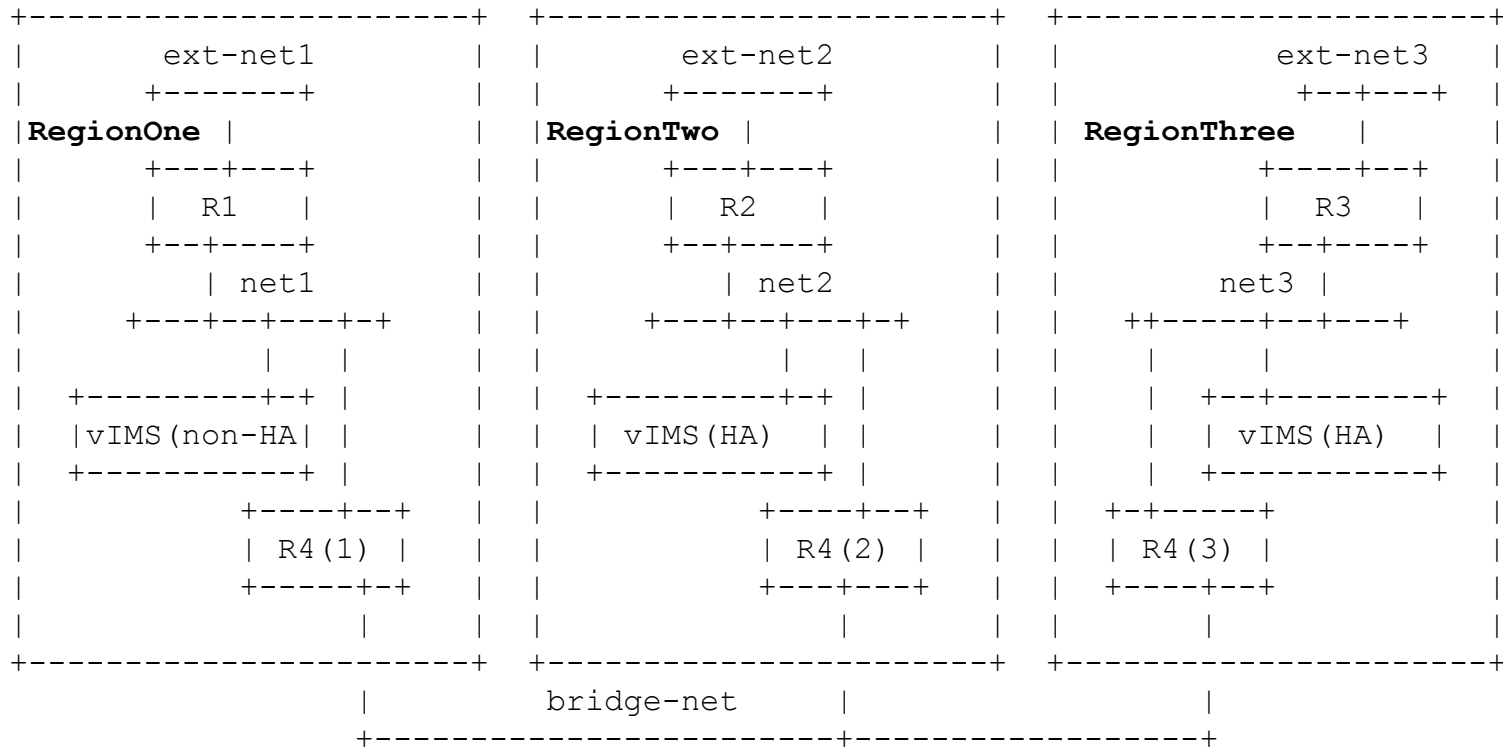 ext-net1 ext-net2 ext-net3
RegionOne RegionTwo RegionThree
R1 R2 R3
net1 net2 net3
vIMS(non-HA vIMS(HA) vIMS(HA)
R4(1) R4(2) R4(3)
bridge-net